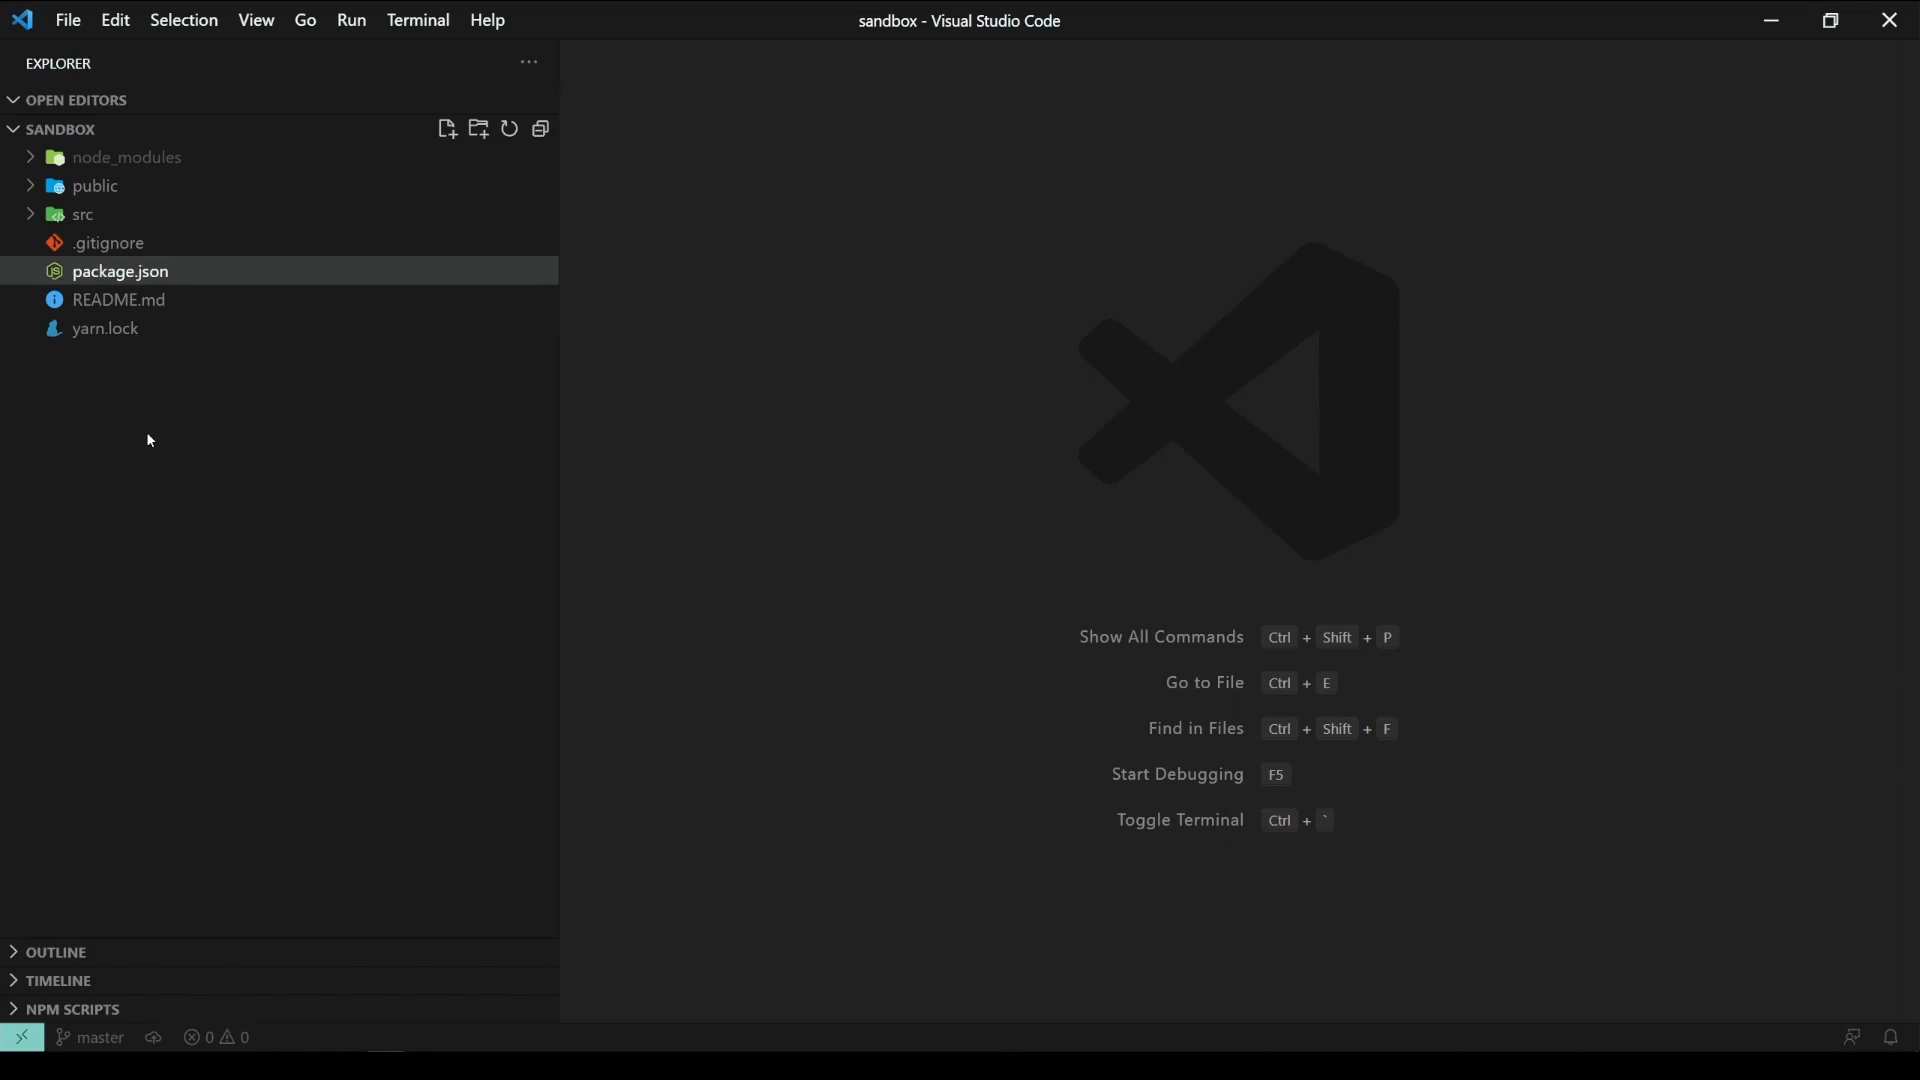 File Edit Selection View Go Run Terminal Help
sandbox - Visual Studio Code
EXPLORER
OPEN EDITORS
SANDBOX
node_modules
public
src
.gitignore
package.json
README.md
yarn.lock
Show All Commands Ctrl + Shift + P
Go to File Ctrl + E
Find in Files Ctrl + Shift + F
Start Debugging F5
Toggle Terminal Ctrl + `
OUTLINE
TIMELINE
NPM SCRIPTS
master 0 0